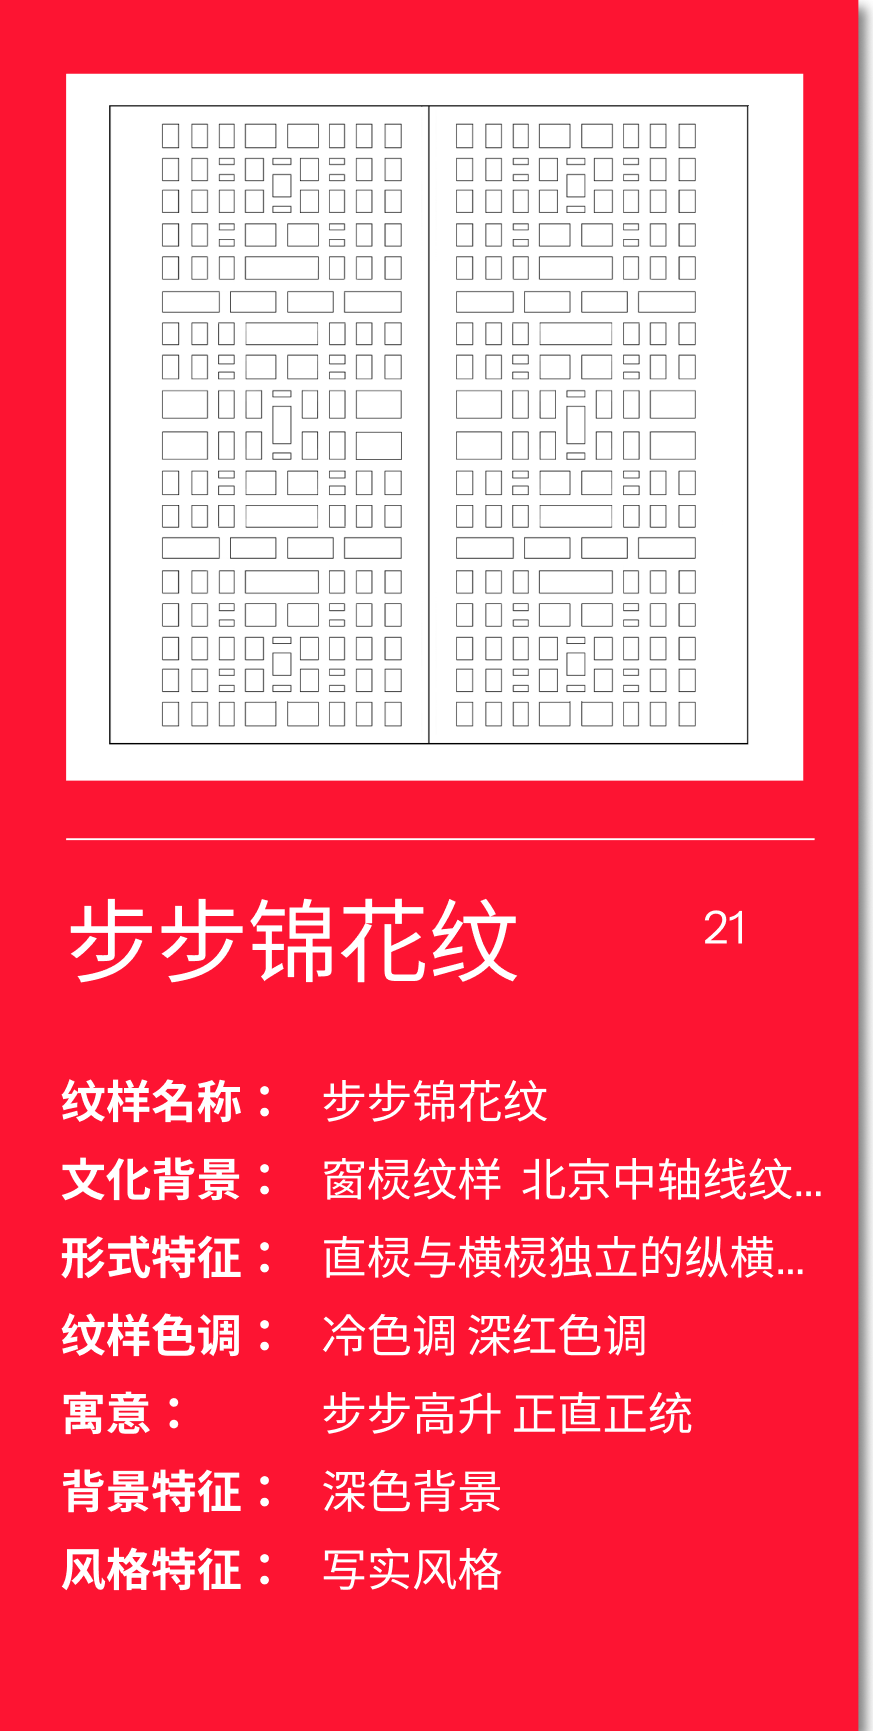 步步锦花纹
21
纹样名称： 步步锦花纹
文化背景： 窗棂纹样 北京中轴线纹...
形式特征： 直棂与横棂独立的纵横...
纹样色调： 冷色调 深红色调
寓意： 步步高升 正直正统
背景特征： 深色背景
风格特征： 写实风格